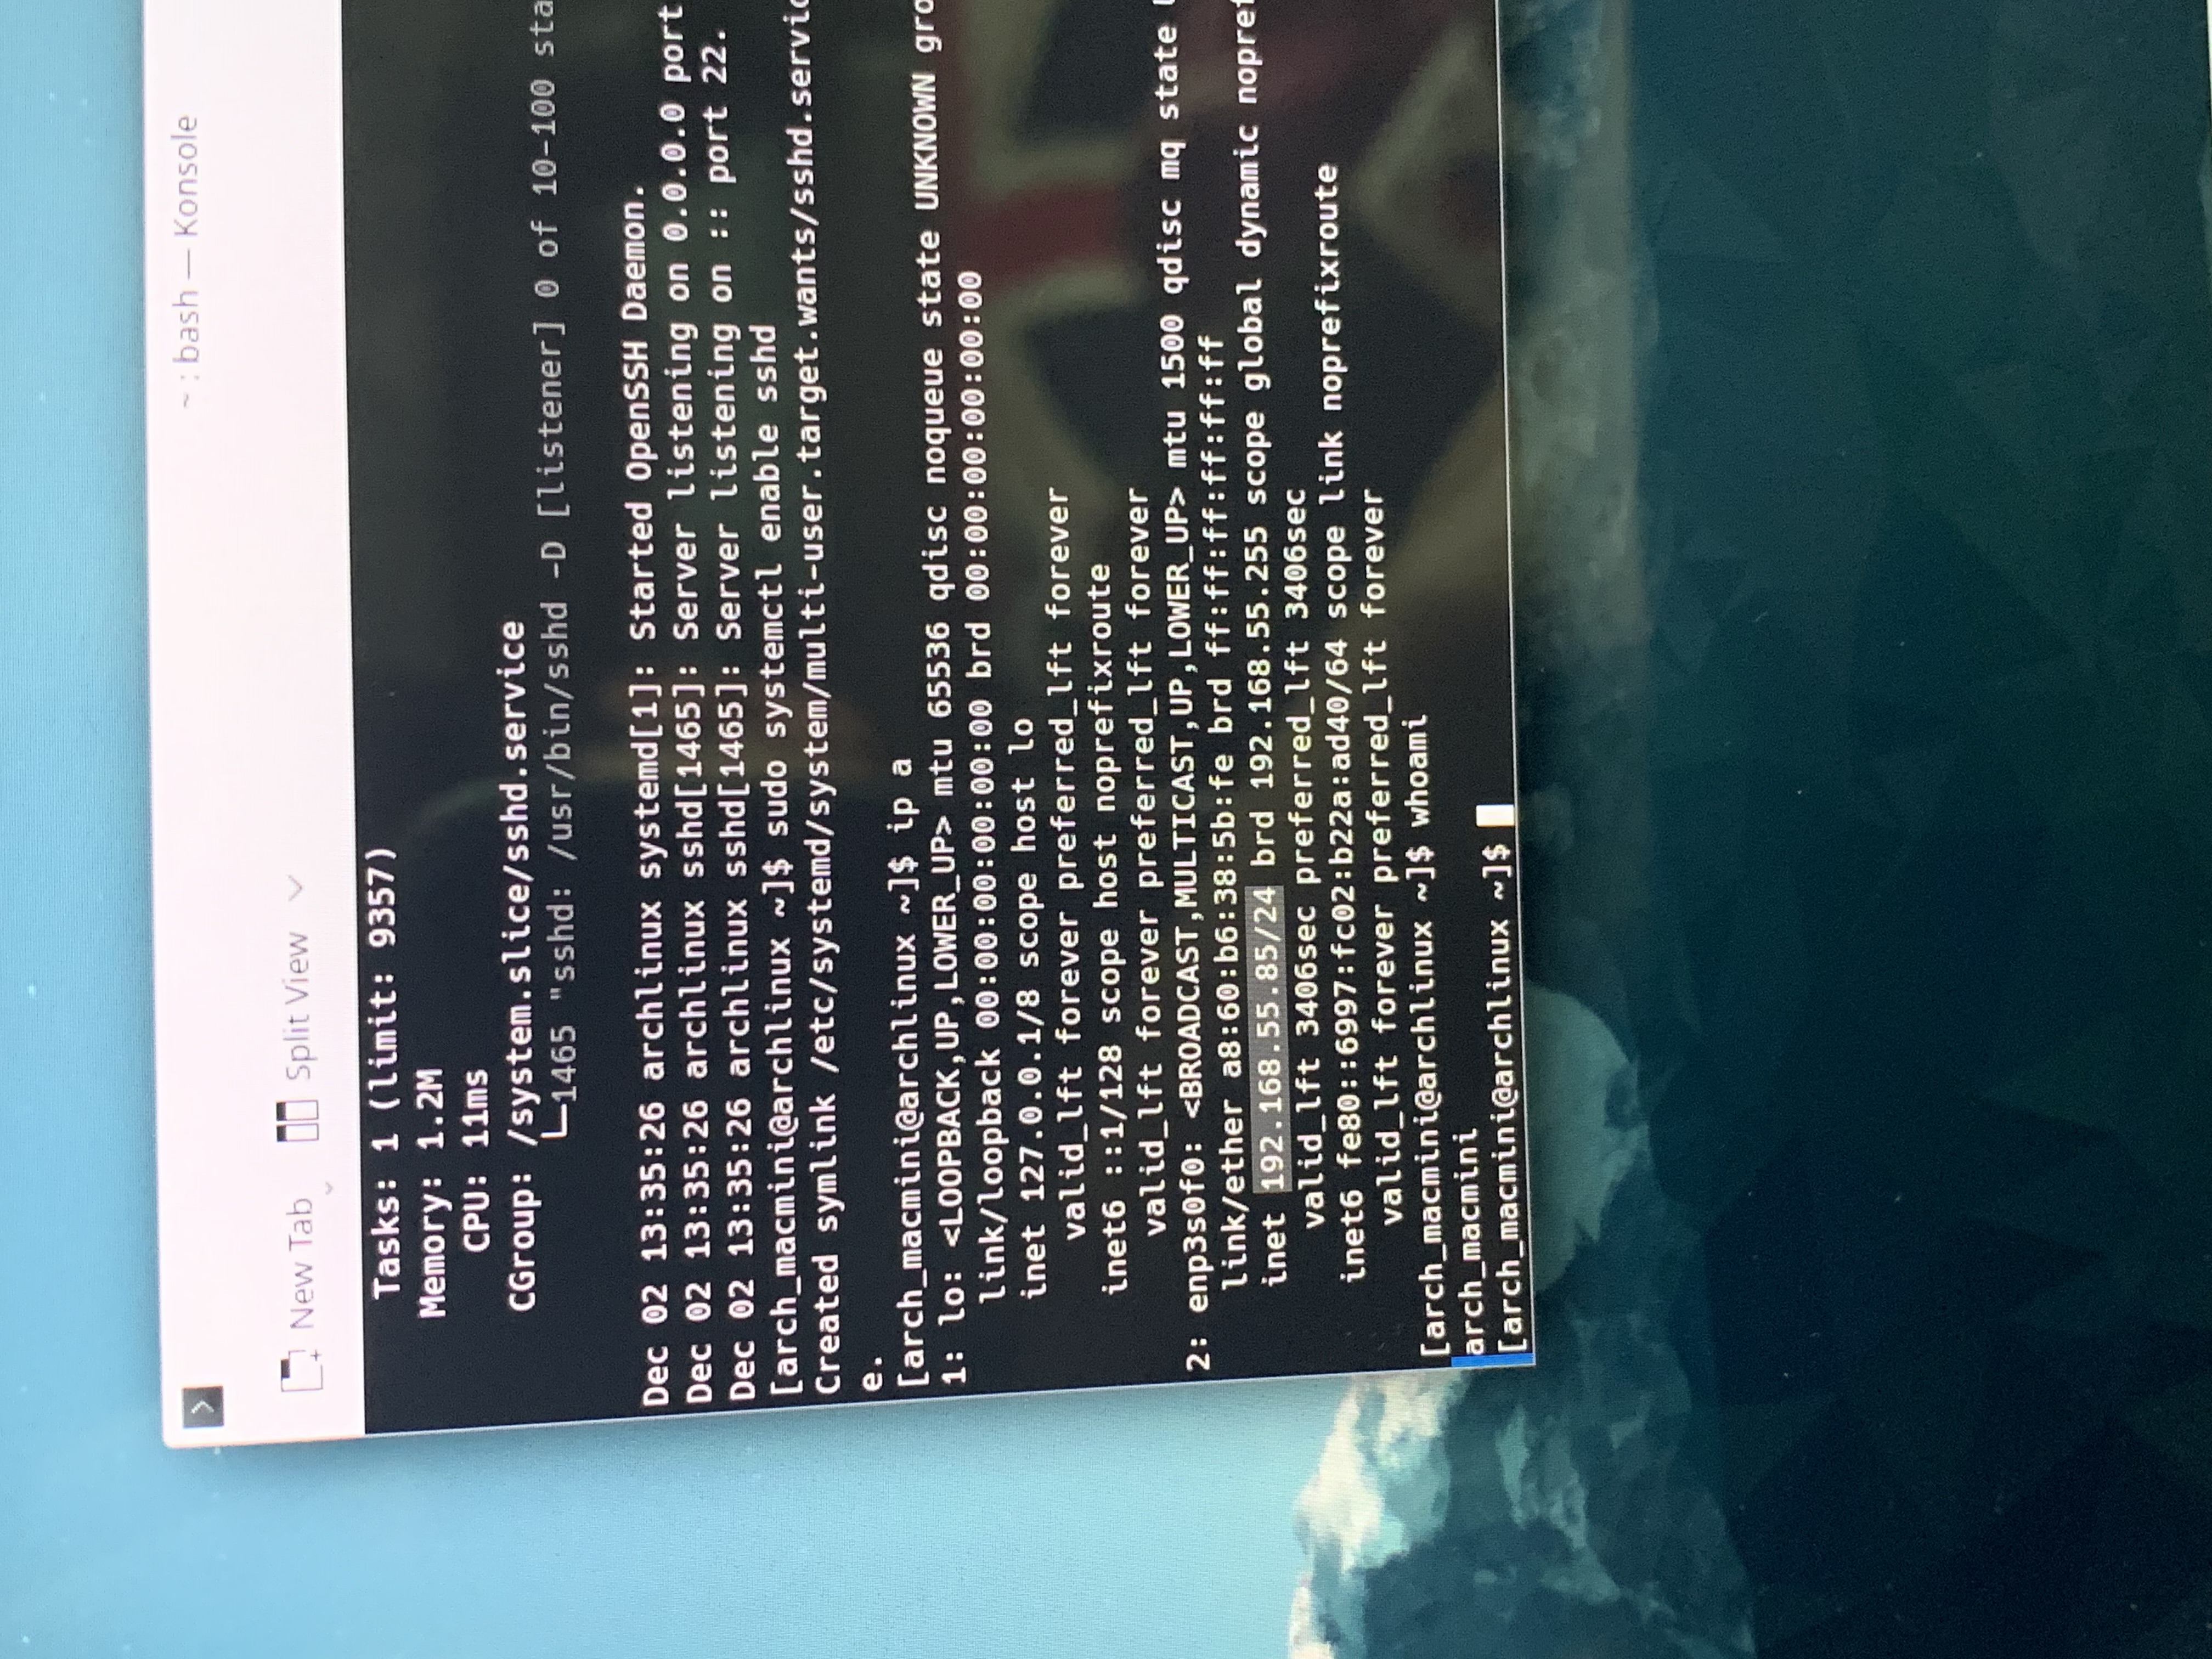 ~ : bash — Konsole
New Tab
Split View
Tasks: 1 (limit: 9357)
Memory: 1.2M
CPU: 11ms
CGroup: /system.slice/sshd.service
└─1465 "sshd: /usr/bin/sshd -D [listener] 0 of 10-100 sta
Dec 02 13:35:26 archlinux systemd[1]: Started OpenSSH Daemon.
Dec 02 13:35:26 archlinux sshd[1465]: Server listening on 0.0.0.0 port
Dec 02 13:35:26 archlinux sshd[1465]: Server listening on :: port 22.
[arch_macmini@archlinux ~]$ sudo systemctl enable sshd
Created symlink /etc/systemd/system/multi-user.target.wants/sshd.servic
e.
[arch_macmini@archlinux ~]$ ip a
1: lo: <LOOPBACK,UP,LOWER_UP> mtu 65536 qdisc noqueue state UNKNOWN gro
link/loopback 00:00:00:00:00:00 brd 00:00:00:00:00:00
inet 127.0.0.1/8 scope host lo
valid_lft forever preferred_lft forever
inet6 ::1/128 scope host noprefixroute
valid_lft forever preferred_lft forever
2: enp3s0f0: <BROADCAST,MULTICAST,UP,LOWER_UP> mtu 1500 qdisc mq state U
link/ether a8:60:b6:38:5b:fe brd ff:ff:ff:ff:ff:ff
inet 192.168.55.85/24 brd 192.168.55.255 scope global dynamic nopref
valid_lft 3406sec preferred_lft 3406sec
inet6 fe80::6997:fc02:b22a:ad40/64 scope link noprefixroute
valid_lft forever preferred_lft forever
[arch_macmini@archlinux ~]$ whoami
arch_macmini
[arch_macmini@archlinux ~]$